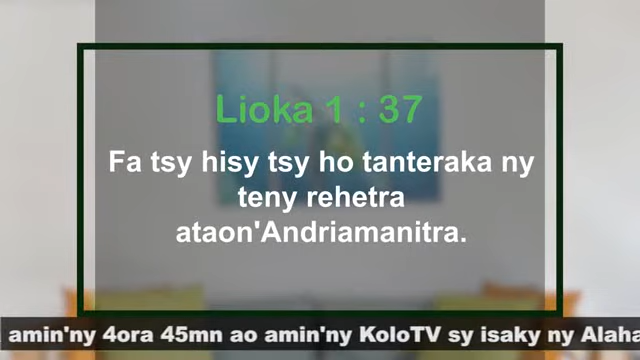 Lioka 1 : 37
Fa tsy hisy tsy ho tanteraka ny
teny rehetra
ataon'Andriamanitra.
amin'ny 4ora 45mn ao amin'ny KoloTV sy isaky ny Alaha